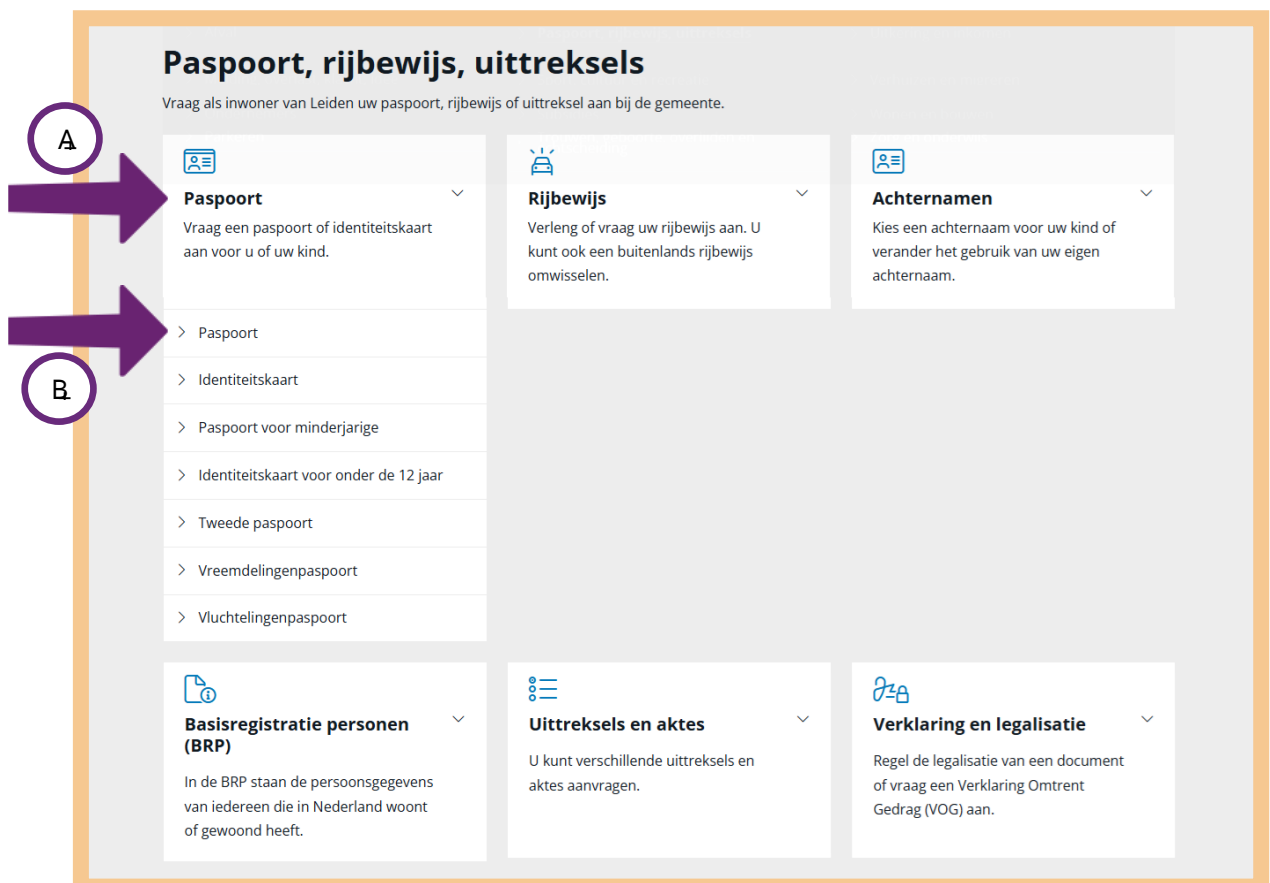 Paspoort, rijbewijs, uittreksels
Vraag als inwoner van Leiden uw paspoort, rijbewijs of uittreksel aan bij de gemeente.
A
Paspoort
Vraag een paspoort of identiteitskaart
aan voor u of uw kind.
Rijbewijs
Verleng of vraag uw rijbewijs aan. U
kunt ook een buitenlands rijbewijs
omwisselen.
Achternamen
Kies een achternaam voor uw kind of
verander het gebruik van uw eigen
achternaam.
B
Paspoort
Identiteitskaart
Paspoort voor minderjarige
Identiteitskaart voor onder de 12 jaar
Tweede paspoort
Vreemdelingenpaspoort
Vluchtelingenpaspoort
Basisregistratie personen
(BRP)
In de BRP staan de persoonsgegevens
van iedereen die in Nederland woont
of gewoond heeft.
Uittreksels en aktes
U kunt verschillende uittreksels en
aktes aanvragen.
Verklaring en legalisatie
Regel de legalisatie van een document
of vraag een Verklaring Omtrent
Gedrag (VOG) aan.